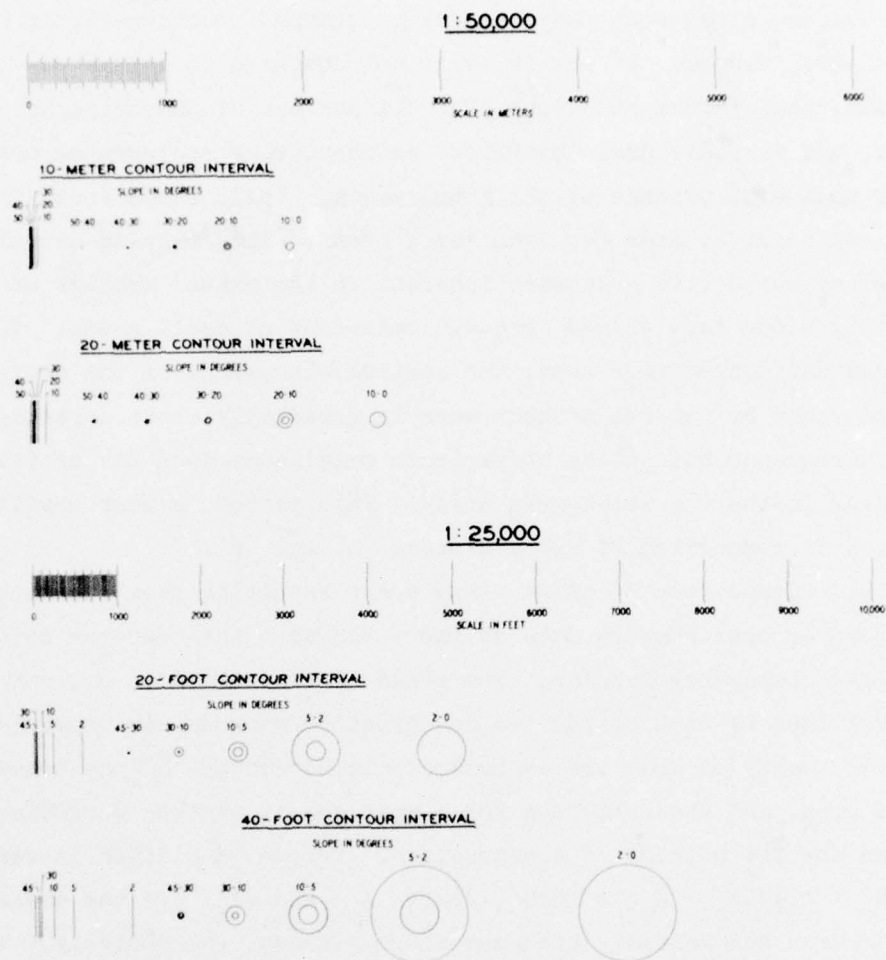 1:50,000
0 1000 2000 3000 4000 5000 6000
SCALE IN METERS
10-METER CONTOUR INTERVAL
SLOPE IN DEGREES
30
40 20
50 10 50-40 40-30 30-20 20-10 10-0
20-METER CONTOUR INTERVAL
SLOPE IN DEGREES
30
40 20
50 10 50-40 40-30 30-20 20-10 10-0
1:25,000
0 1000 2000 3000 4000 5000 6000 7000 8000 9000 10,000
SCALE IN FEET
20-FOOT CONTOUR INTERVAL
SLOPE IN DEGREES
30 10 5-2 2-0
45 5 2 45-30 30-10 10-5
40-FOOT CONTOUR INTERVAL
SLOPE IN DEGREES
5-2 2-0
30
45 10 5 2 45-30 30-10 10-5